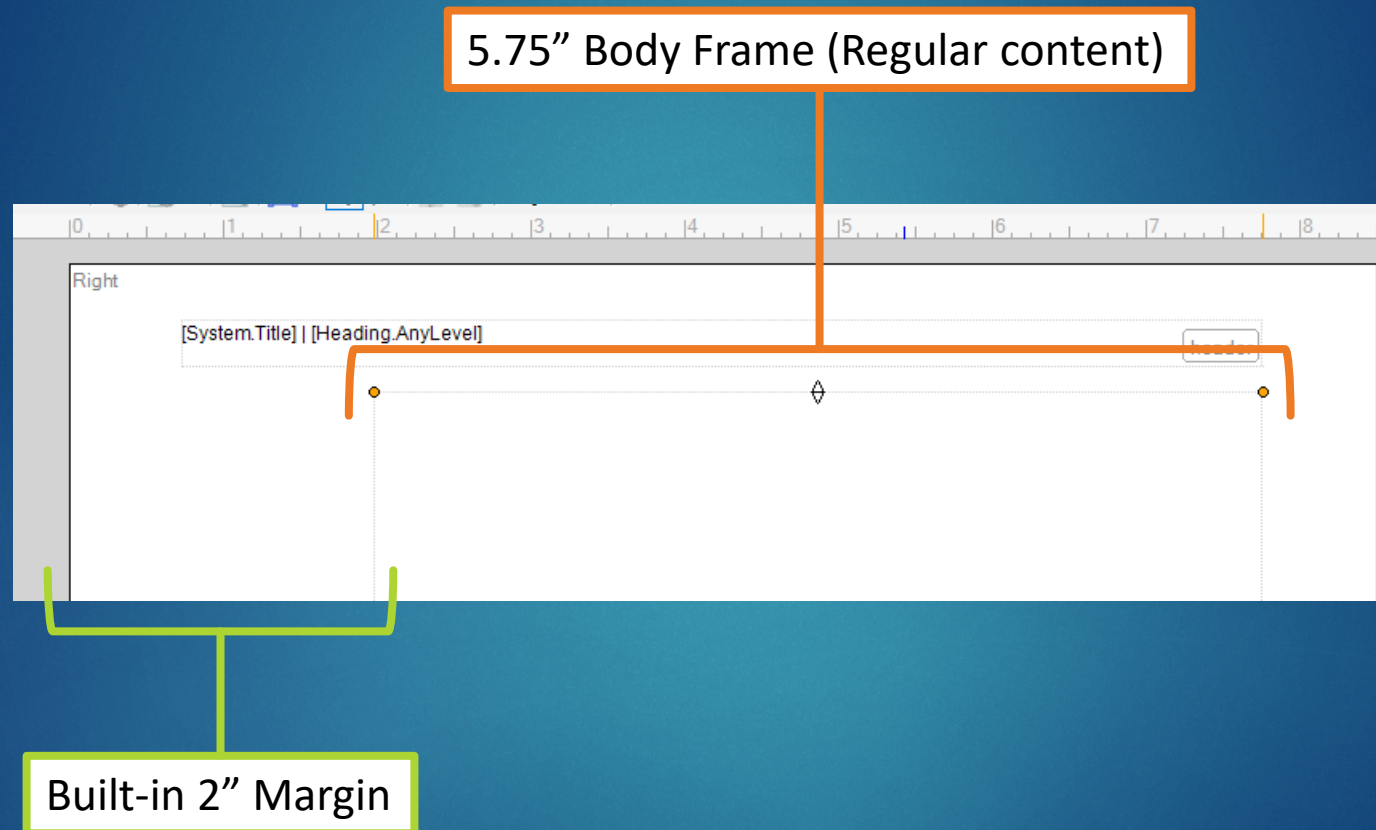 5.75” Body Frame (Regular content)
0 1 2 3 4 5 6 7 8
Right
[System.Title] | [Heading.AnyLevel]
header
Built-in 2” Margin